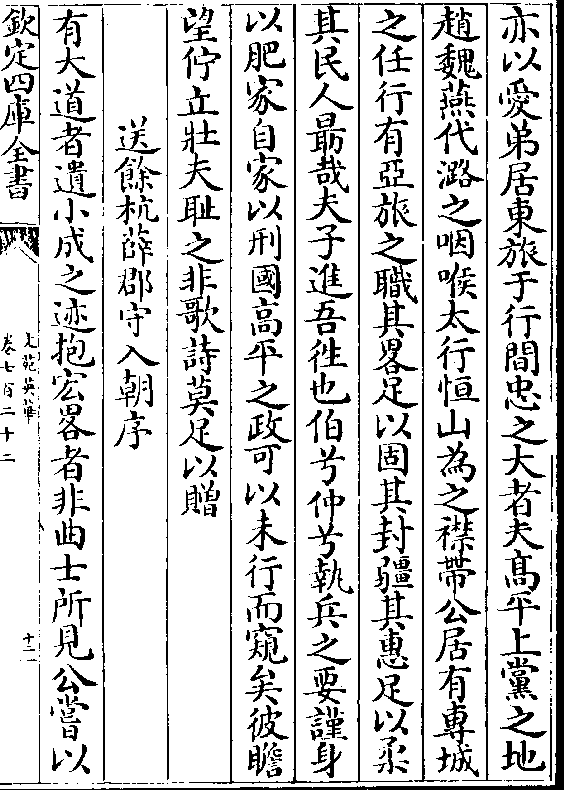 亦以愛弟居東旅于行間忠之大者夫髙平上黨之地
趙魏燕代潞之咽喉太行恒山為之襟帶公居有專城
之任行有亞旅之職其畧足以固其封疆其惠足以柔
其民人最哉夫子進吾徃也伯兮仲兮執兵之要謹身
以肥家自家以刑國高平之政可以未行而窺矣彼瞻
望佇立壯夫耻之非歌詩莫足以贈
送餘杭薛郡守入朝序
有大道者遺小成之迹抱宏畧者非曲士所見公嘗以
欽定四庫全書
文苑英華
卷七百二十二
十二